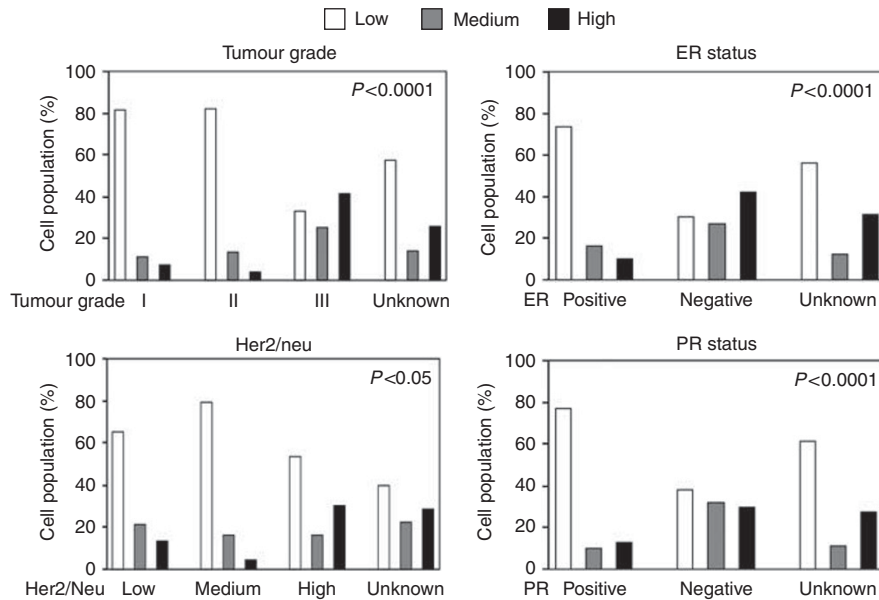 Low Medium High
Tumour grade
P<0.0001
Cell population (%)
100
80
60
40
20
0
Tumour grade I II III Unknown
ER status
P<0.0001
Cell population (%)
100
80
60
40
20
0
ER Positive Negative Unknown
Her2/neu
P<0.05
Cell population (%)
100
80
60
40
20
0
Her2/Neu Low Medium High Unknown
PR status
P<0.0001
Cell population (%)
100
80
60
40
20
0
PR Positive Negative Unknown